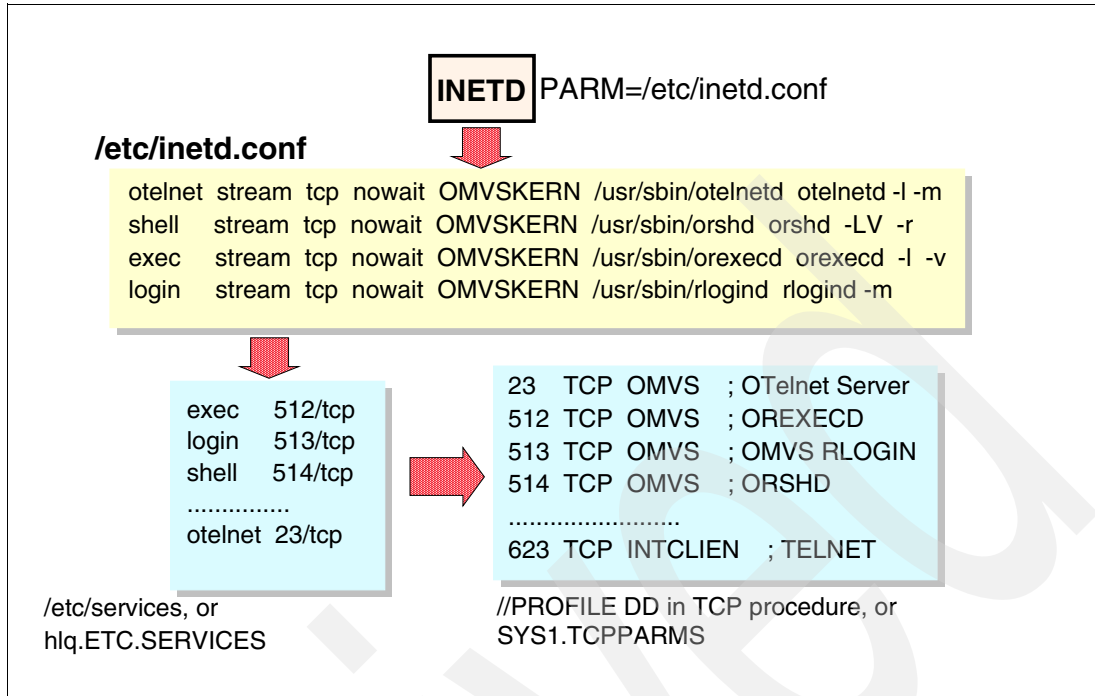 INETD PARM=/etc/inetd.conf
/etc/inetd.conf
otelnet stream tcp nowait OMVSKERN /usr/sbin/otelnetd otelnetd -l -m
shell stream tcp nowait OMVSKERN /usr/sbin/orshd orshd -LV -r
exec stream tcp nowait OMVSKERN /usr/sbin/orexecd orexecd -l -v
login stream tcp nowait OMVSKERN /usr/sbin/rlogind rlogind -m
exec 512/tcp
login 513/tcp
shell 514/tcp
...............
otelnet 23/tcp
/etc/services, or
hlq.ETC.SERVICES
23 TCP OMVS ; OTelnet Server
512 TCP OMVS ; OREXECD
513 TCP OMVS ; OMVS RLOGIN
514 TCP OMVS ; ORSHD
.........................
623 TCP INTCLIEN ; TELNET
//PROFILE DD in TCP procedure, or
SYS1.TCPPARMS